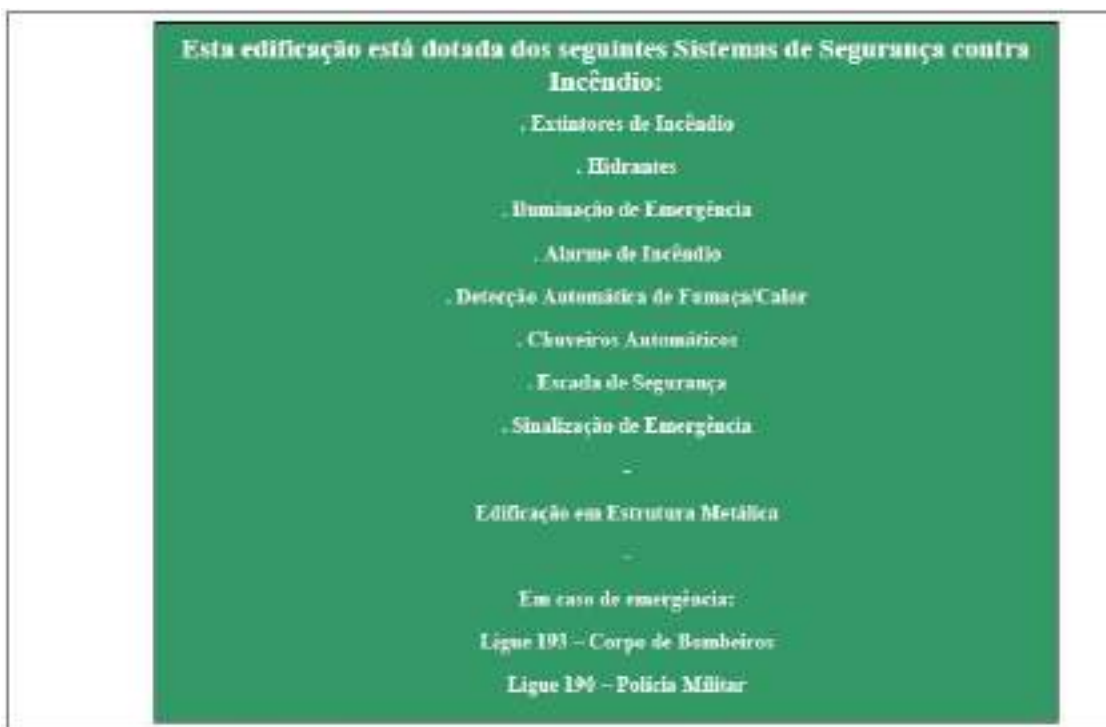 Esta edificação está dotada dos seguintes Sistemas de Segurança contra
Incêndio:
. Extintores de Incêndio
. Hidrantes
. Iluminação de Emergência
. Alarme de Incêndio
. Detecção Automática de Fumaça/Calor
. Chuveiros Automáticos
. Escada de Segurança
. Sinalização de Emergência
-
Edificação em Estrutura Metálica
-
Em caso de emergência:
Ligue 193 – Corpo de Bombeiros
Ligue 190 – Polícia Militar